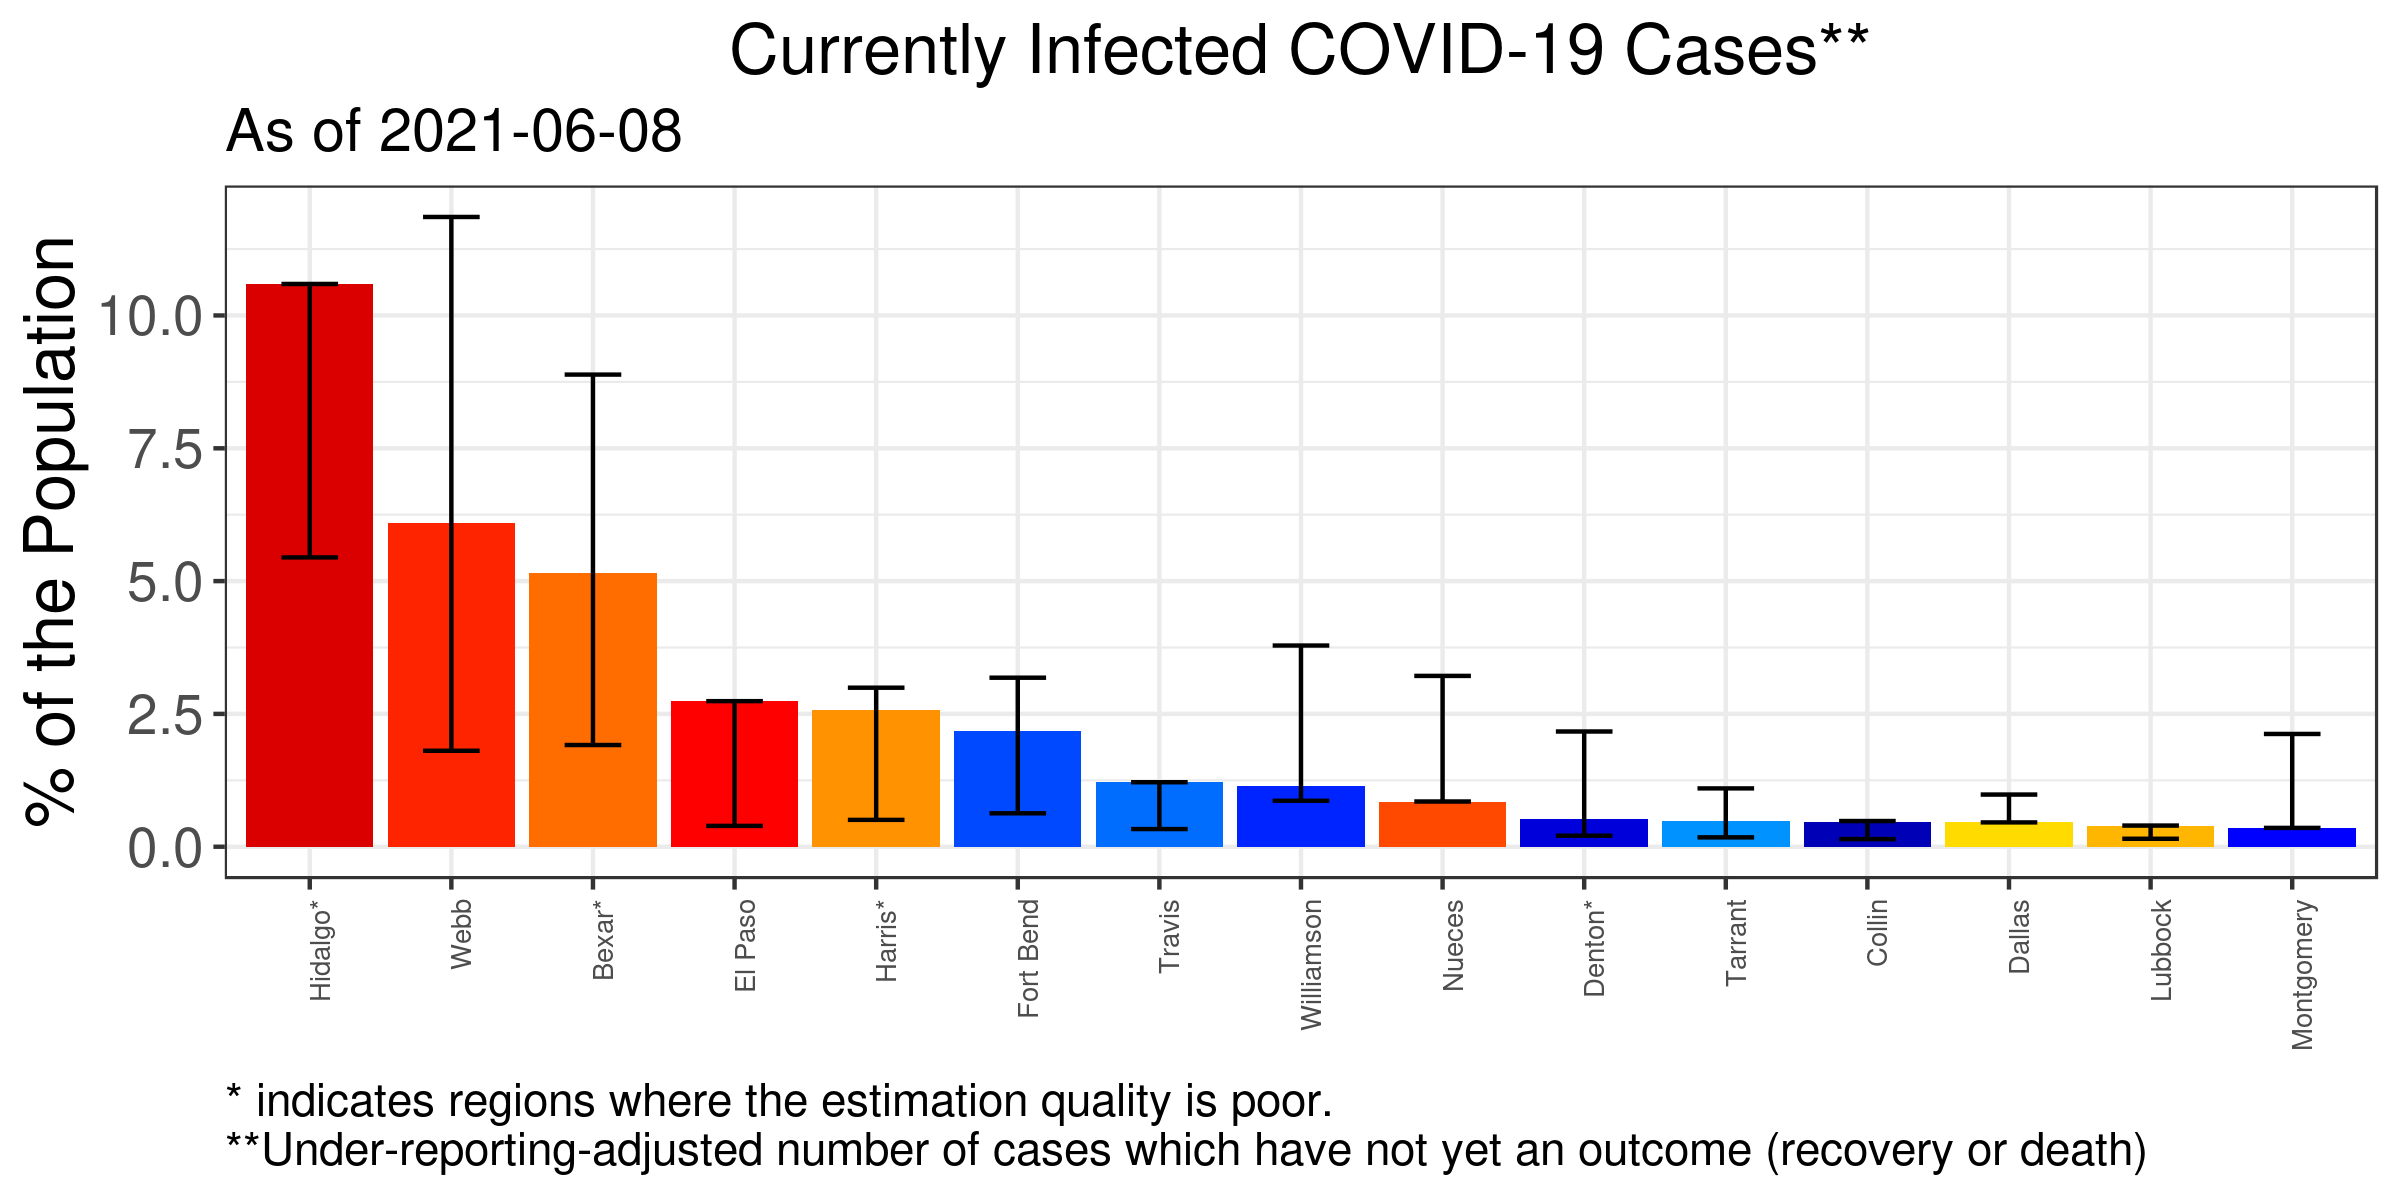 Currently Infected COVID-19 Cases**
As of 2021-06-08
% of the Population
10.0
7.5
5.0
2.5
0.0
Hidalgo*
Webb
Bexar*
El Paso
Harris*
Fort Bend
Travis
Williamson
Nueces
Denton*
Tarrant
Collin
Dallas
Lubbock
Montgomery
* indicates regions where the estimation quality is poor.
**Under-reporting-adjusted number of cases which have not yet an outcome (recovery or death)